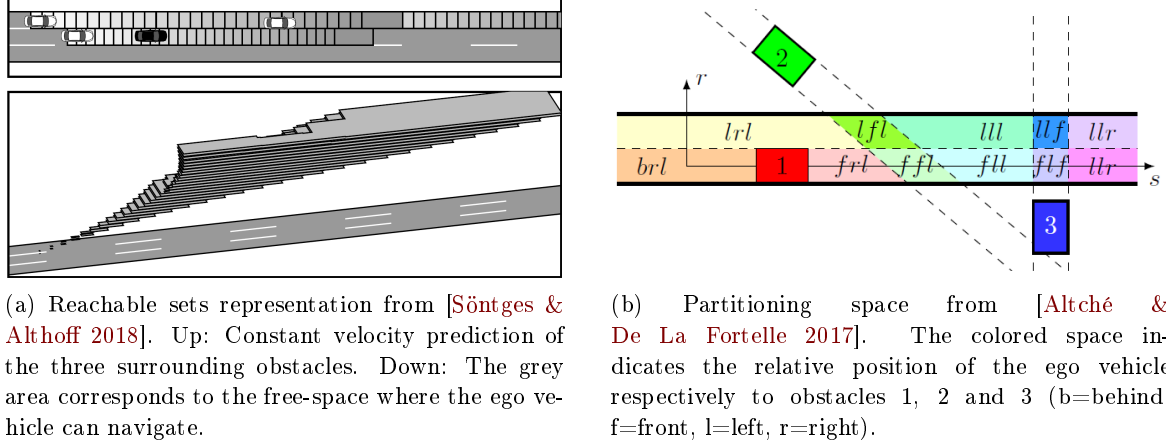 2
r
lrl
lfl
lll
llf
llr
brl
1
frl
ffl
fll
flf
llr
s
3
(a) Reachable sets representation from [Söntges &
Althoff 2018]. Up: Constant velocity prediction of
the three surrounding obstacles. Down: The grey
area corresponds to the free-space where the ego ve-
hicle can navigate.
(b) Partitioning space from [Altché &
De La Fortelle 2017]. The colored space in-
dicates the relative position of the ego vehicle
respectively to obstacles 1, 2 and 3 (b=behind
f=front, l=left, r=right).